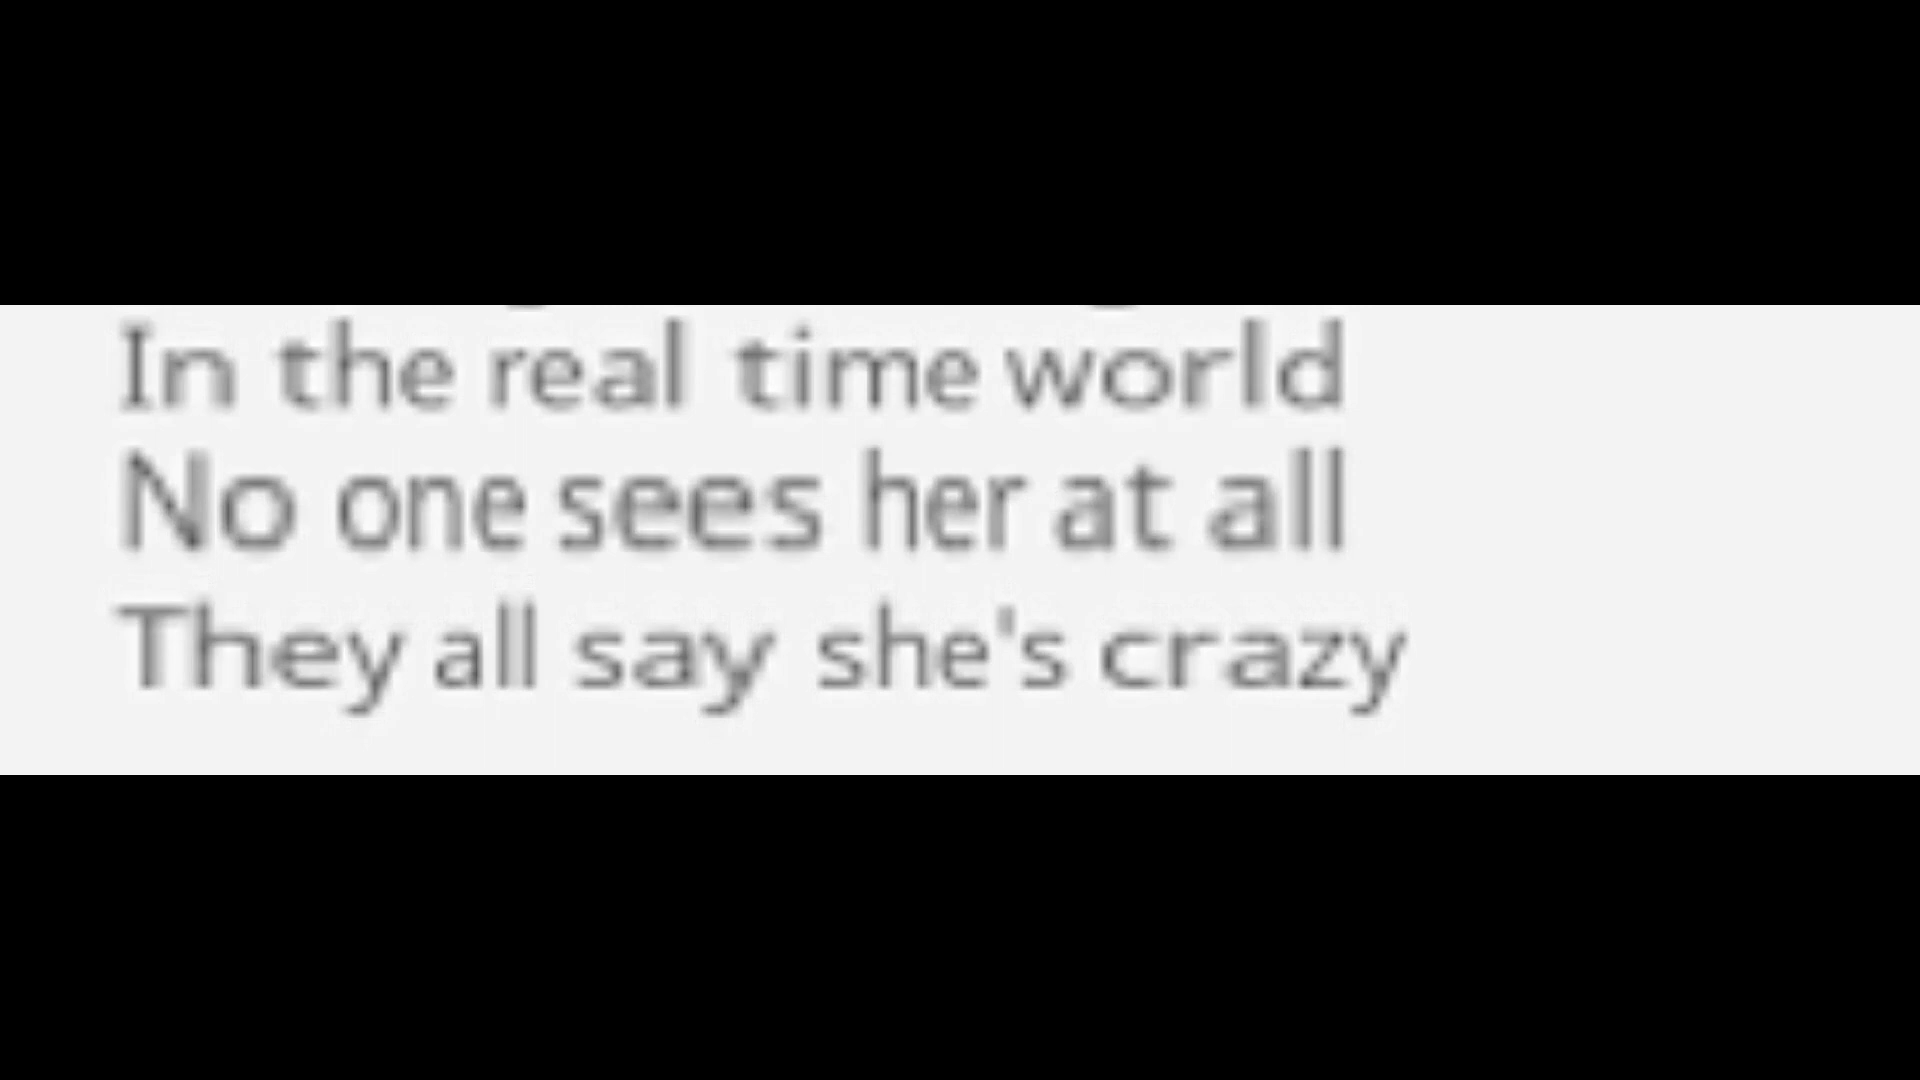 In the real time world
No one sees her at all
They all say she's crazy